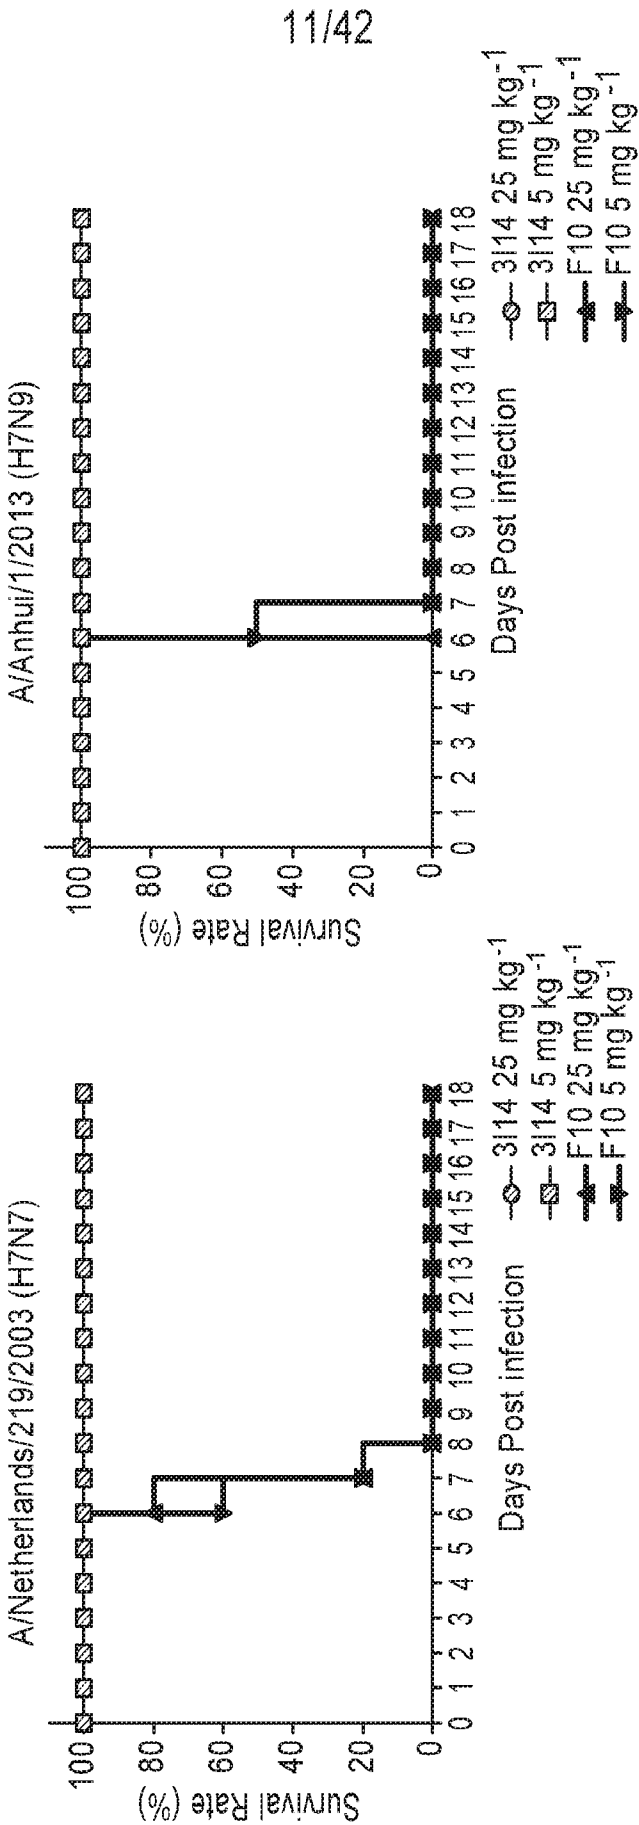 11/42
A/Netherlands/219/2003 (H7N7)
Survival Rate (%)
100
80
60
40
20
0
0 1 2 3 4 5 6 7 8 9 10 11 12 13 14 15 16 17 18
Days Post infection
3I14 25 mg kg⁻¹
3I14 5 mg kg⁻¹
F10 25 mg kg⁻¹
F10 5 mg kg⁻¹
A/Anhui/1/2013 (H7N9)
Survival Rate (%)
100
80
60
40
20
0
0 1 2 3 4 5 6 7 8 9 10 11 12 13 14 15 16 17 18
Days Post infection
3I14 25 mg kg⁻¹
3I14 5 mg kg⁻¹
F10 25 mg kg⁻¹
F10 5 mg kg⁻¹